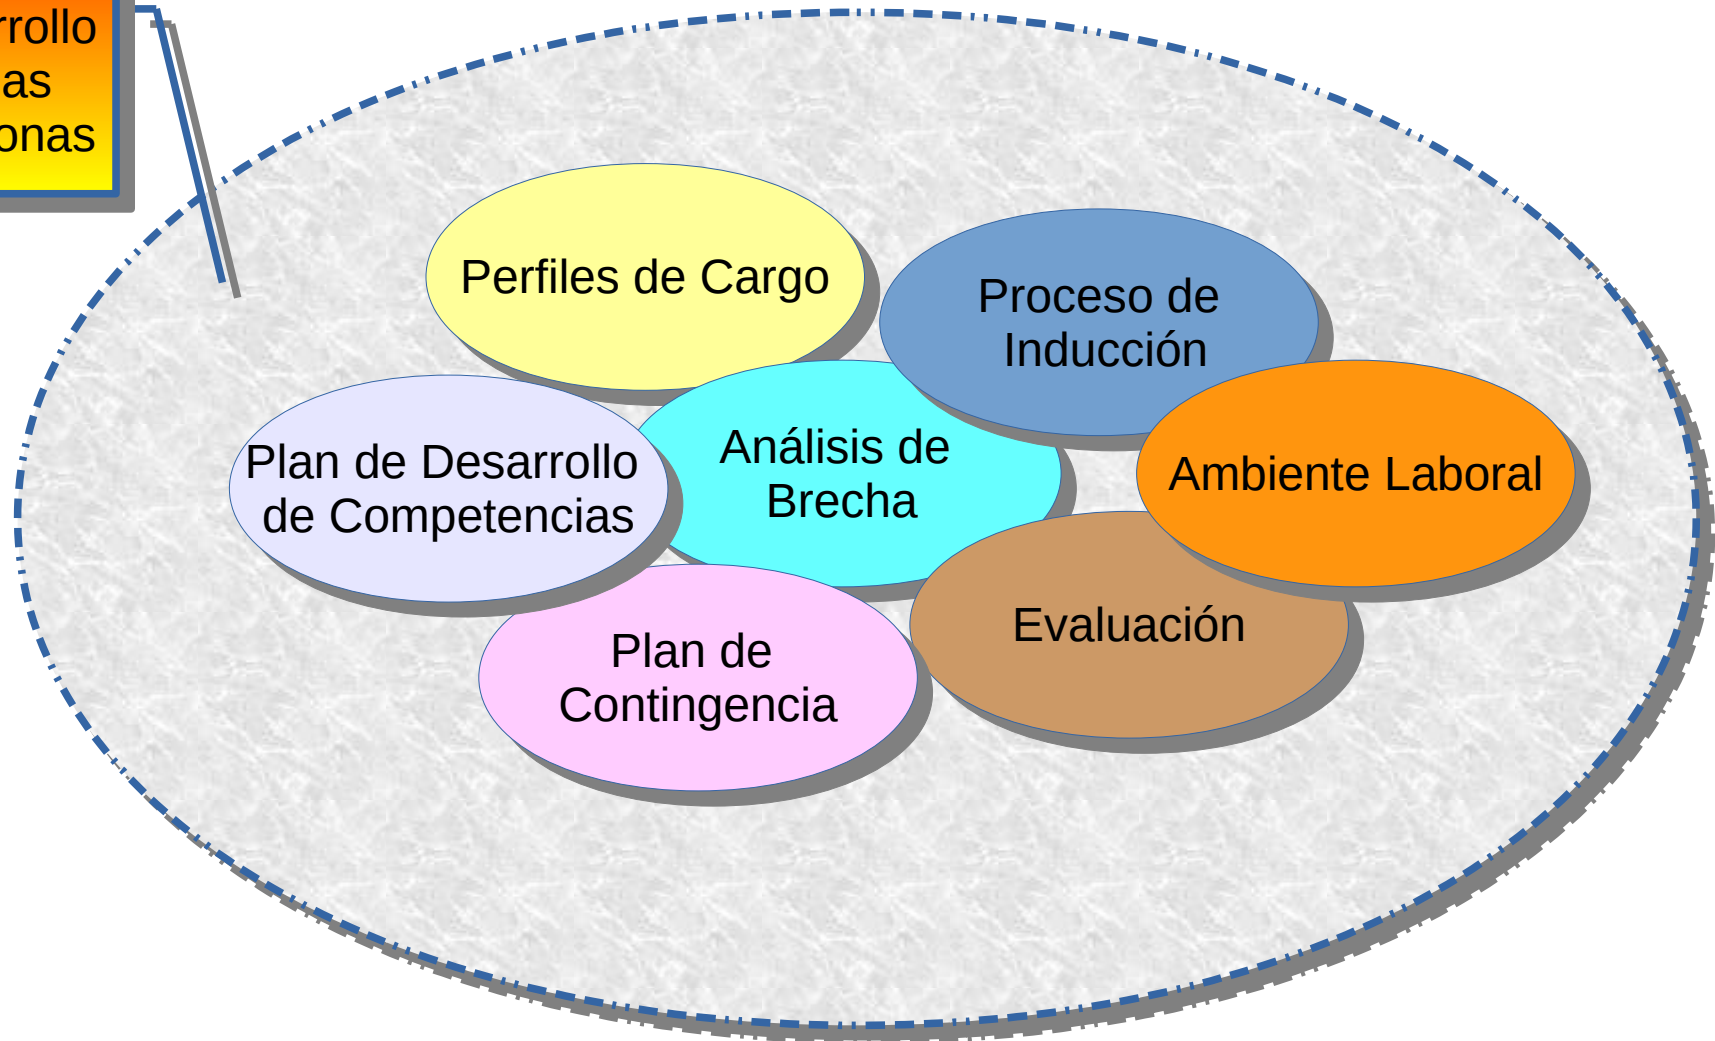 rrollo
as
onas
Perfiles de Cargo
Proceso de
Inducción
Plan de Desarrollo
de Competencias
Análisis de
Brecha
Ambiente Laboral
Evaluación
Plan de
Contingencia